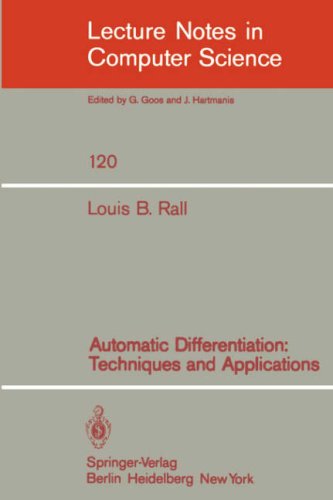 Lecture Notes in
Computer Science
Edited by G. Goos and J. Hartmanis
120
Louis B. Rall
Automatic Differentiation:
Techniques and Applications
Springer-Verlag
Berlin Heidelberg New York